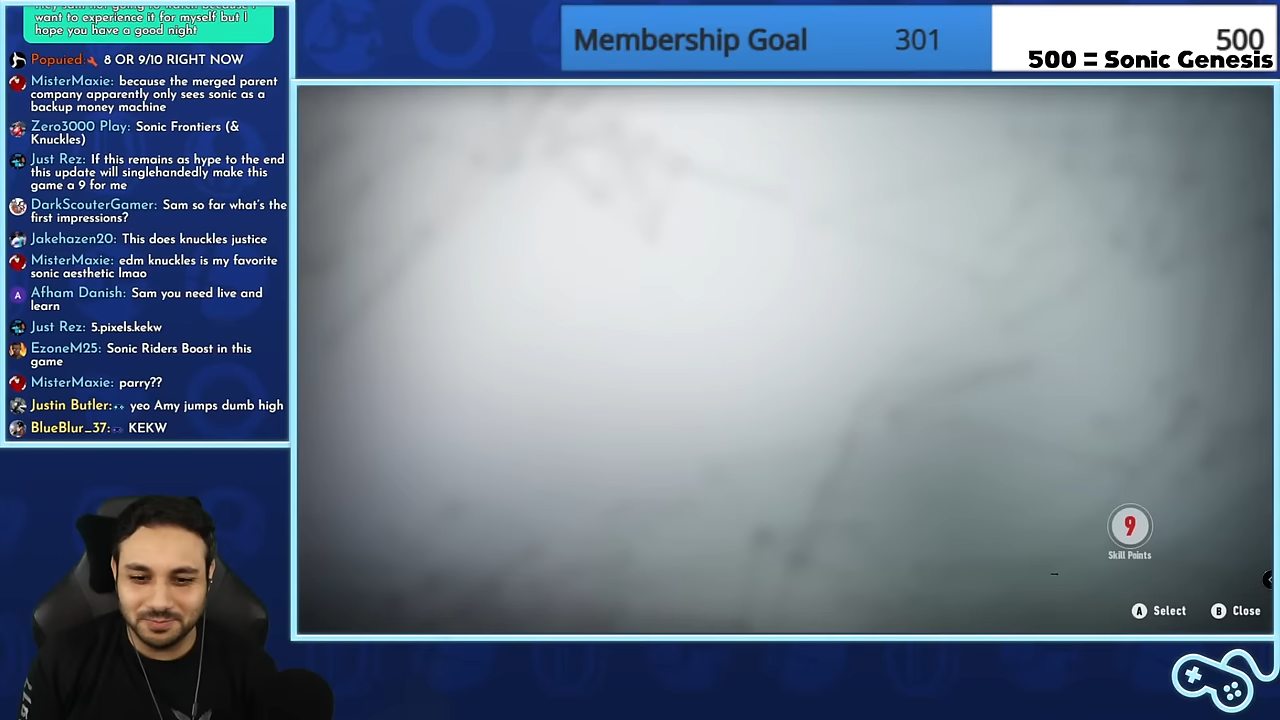 want to experience it for myself but I
hope you have a good night
Popuied: 8 OR 9/10 RIGHT NOW
MisterMaxie: because the merged parent
company apparently only sees sonic as a
backup money machine
Zero3000 Play: Sonic Frontiers (&
Knuckles)
Just Rez: If this remains as hype to the end
this update will singlehandedly make this
game a 9 for me
DarkScouterGamer: Sam so far what's the
first impressions?
Jakehazen20: This does knuckles justice
MisterMaxie: edm knuckles is my favorite
sonic aesthetic lmao
A Afham Danish: Sam you need live and
learn
Just Rez: 5.pixels.kekw
EzoneM25: Sonic Riders Boost in this
game
MisterMaxie: parry??
Justin Butler: yeo Amy jumps dumb high
BlueBlur_37: KEKW
Membership Goal 301 500
500 = Sonic Genesis
9
Skill Points
A Select B Close